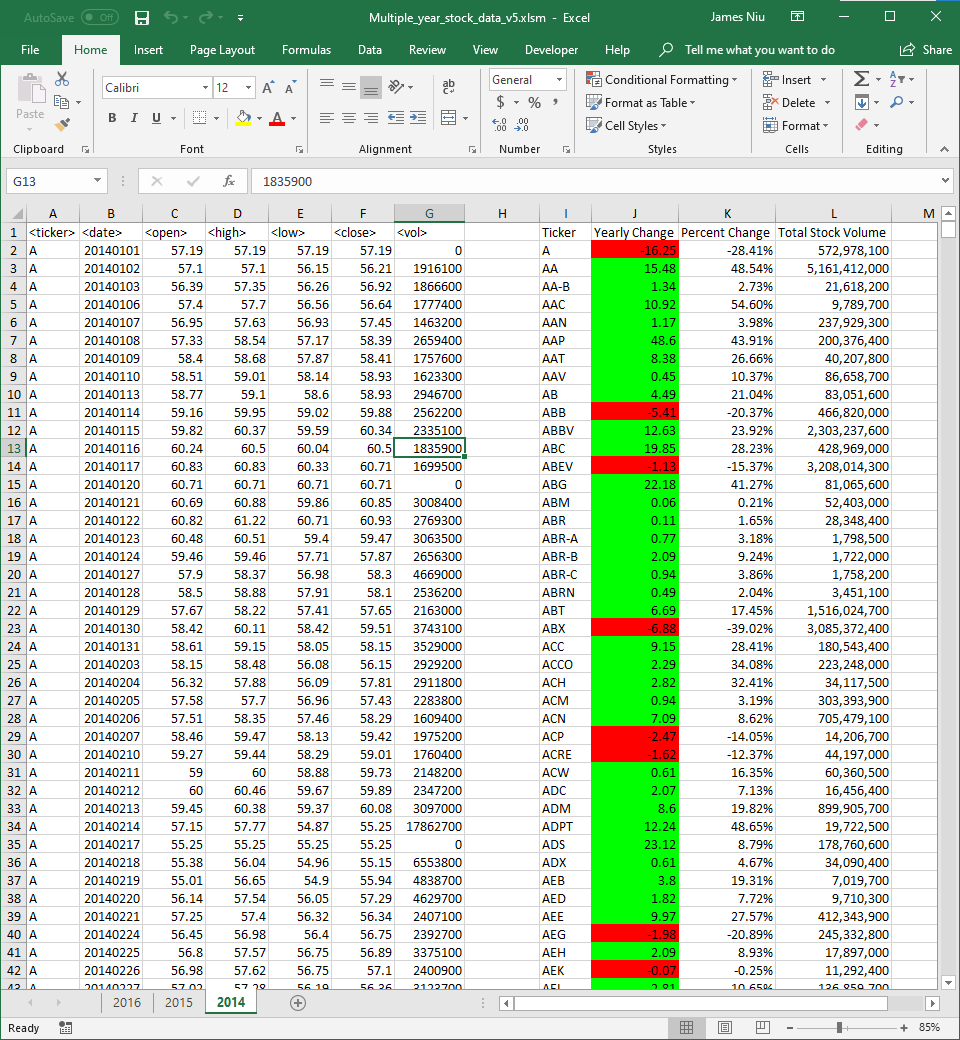 AutoSave Off Multiple_year_stock_data_v5.xlsm - Excel James Niu
File Home Insert Page Layout Formulas Data Review View Developer Help Tell me what you want to do Share
Paste Calibri 12 A A ab General Conditional Formatting Insert Σ A Z
B I U A $ % , Format as Table Delete
.00 .00 Cell Styles Format
Clipboard Font Alignment Number Styles Cells Editing
G13 fx 1835900
A B C D E F G H I J K L M
1 <ticker> <date> <open> <high> <low> <close> <vol> Ticker Yearly Change Percent Change Total Stock Volume
2 A 20140101 57.19 57.19 57.19 57.19 0 A -16.25 -28.41% 572,978,100
3 A 20140102 57.1 57.1 56.15 56.21 1916100 AA 15.48 48.54% 5,161,412,000
4 A 20140103 56.39 57.35 56.26 56.92 1866600 AA-B 1.34 2.73% 21,618,200
5 A 20140106 57.4 57.7 56.56 56.64 1777400 AAC 10.92 54.60% 9,789,700
6 A 20140107 56.95 57.63 56.93 57.45 1463200 AAN 1.17 3.98% 237,929,300
7 A 20140108 57.33 58.54 57.17 58.39 2659400 AAP 48.6 43.91% 200,376,400
8 A 20140109 58.4 58.68 57.87 58.41 1757600 AAT 8.38 26.66% 40,207,800
9 A 20140110 58.51 59.01 58.14 58.93 1623300 AAV 0.45 10.37% 86,658,700
10 A 20140113 58.77 59.1 58.6 58.93 2946700 AB 4.49 21.04% 83,051,600
11 A 20140114 59.16 59.95 59.02 59.88 2562200 ABB -5.41 -20.37% 466,820,000
12 A 20140115 59.82 60.37 59.59 60.34 2335100 ABBV 12.63 23.92% 2,303,237,600
13 A 20140116 60.24 60.5 60.04 60.5 1835900 ABC 19.85 28.23% 428,969,000
14 A 20140117 60.83 60.83 60.33 60.71 1699500 ABEV -1.13 -15.37% 3,208,014,300
15 A 20140120 60.71 60.71 60.71 60.71 0 ABG 22.18 41.27% 81,065,600
16 A 20140121 60.69 60.88 59.86 60.85 3008400 ABM 0.06 0.21% 52,403,000
17 A 20140122 60.82 61.22 60.71 60.93 2769300 ABR 0.11 1.65% 28,348,400
18 A 20140123 60.48 60.51 59.4 59.47 3063500 ABR-A 0.77 3.18% 1,798,500
19 A 20140124 59.46 59.46 57.71 57.87 2656300 ABR-B 2.09 9.24% 1,722,000
20 A 20140127 57.9 58.37 56.98 58.3 4669000 ABR-C 0.94 3.86% 1,758,200
21 A 20140128 58.5 58.88 57.91 58.1 2536200 ABRN 0.49 2.04% 3,451,100
22 A 20140129 57.67 58.22 57.41 57.65 2163000 ABT 6.69 17.45% 1,516,024,700
23 A 20140130 58.42 60.11 58.42 59.51 3743100 ABX -6.88 -39.02% 3,085,372,400
24 A 20140131 58.61 59.15 58.05 58.15 3529000 ACC 9.15 28.41% 180,543,400
25 A 20140203 58.15 58.48 56.08 56.15 2929200 ACCO 2.29 34.08% 223,248,000
26 A 20140204 56.32 57.88 56.09 57.81 2911800 ACH 2.82 32.41% 34,117,500
27 A 20140205 57.58 57.7 56.96 57.43 2283800 ACM 0.94 3.19% 303,393,900
28 A 20140206 57.51 58.35 57.46 58.29 1609400 ACN 7.09 8.62% 705,479,100
29 A 20140207 58.46 59.47 58.13 59.42 1975200 ACP -2.47 -14.05% 14,206,700
30 A 20140210 59.27 59.44 58.29 59.01 1760400 ACRE -1.62 -12.37% 44,197,000
31 A 20140211 59 60 58.88 59.73 2148200 ACW 0.61 16.35% 60,360,500
32 A 20140212 60 60.46 59.67 59.89 2347200 ADC 2.07 7.13% 16,456,400
33 A 20140213 59.45 60.38 59.37 60.08 3097000 ADM 8.6 19.82% 899,905,700
34 A 20140214 57.15 57.77 54.87 55.25 17862700 ADPT 12.24 48.65% 19,722,500
35 A 20140217 55.25 55.25 55.25 55.25 0 ADS 23.12 8.79% 178,760,600
36 A 20140218 55.38 56.04 54.96 55.15 6553800 ADX 0.61 4.67% 34,090,400
37 A 20140219 55.01 56.65 54.9 55.94 4838700 AEB 3.8 19.31% 7,019,700
38 A 20140220 56.14 57.54 56.05 57.29 4629700 AED 1.82 7.72% 9,710,300
39 A 20140221 57.25 57.4 56.32 56.34 2407100 AEE 9.97 27.57% 412,343,900
40 A 20140224 56.45 56.98 56.4 56.75 2392700 AEG -1.98 -20.89% 245,332,800
41 A 20140225 56.8 57.57 56.75 56.89 3375100 AEH 2.09 8.93% 17,897,000
42 A 20140226 56.98 57.62 56.75 57.1 2400900 AEK -0.07 -0.25% 11,292,400
2016 2015 2014
Ready 85%